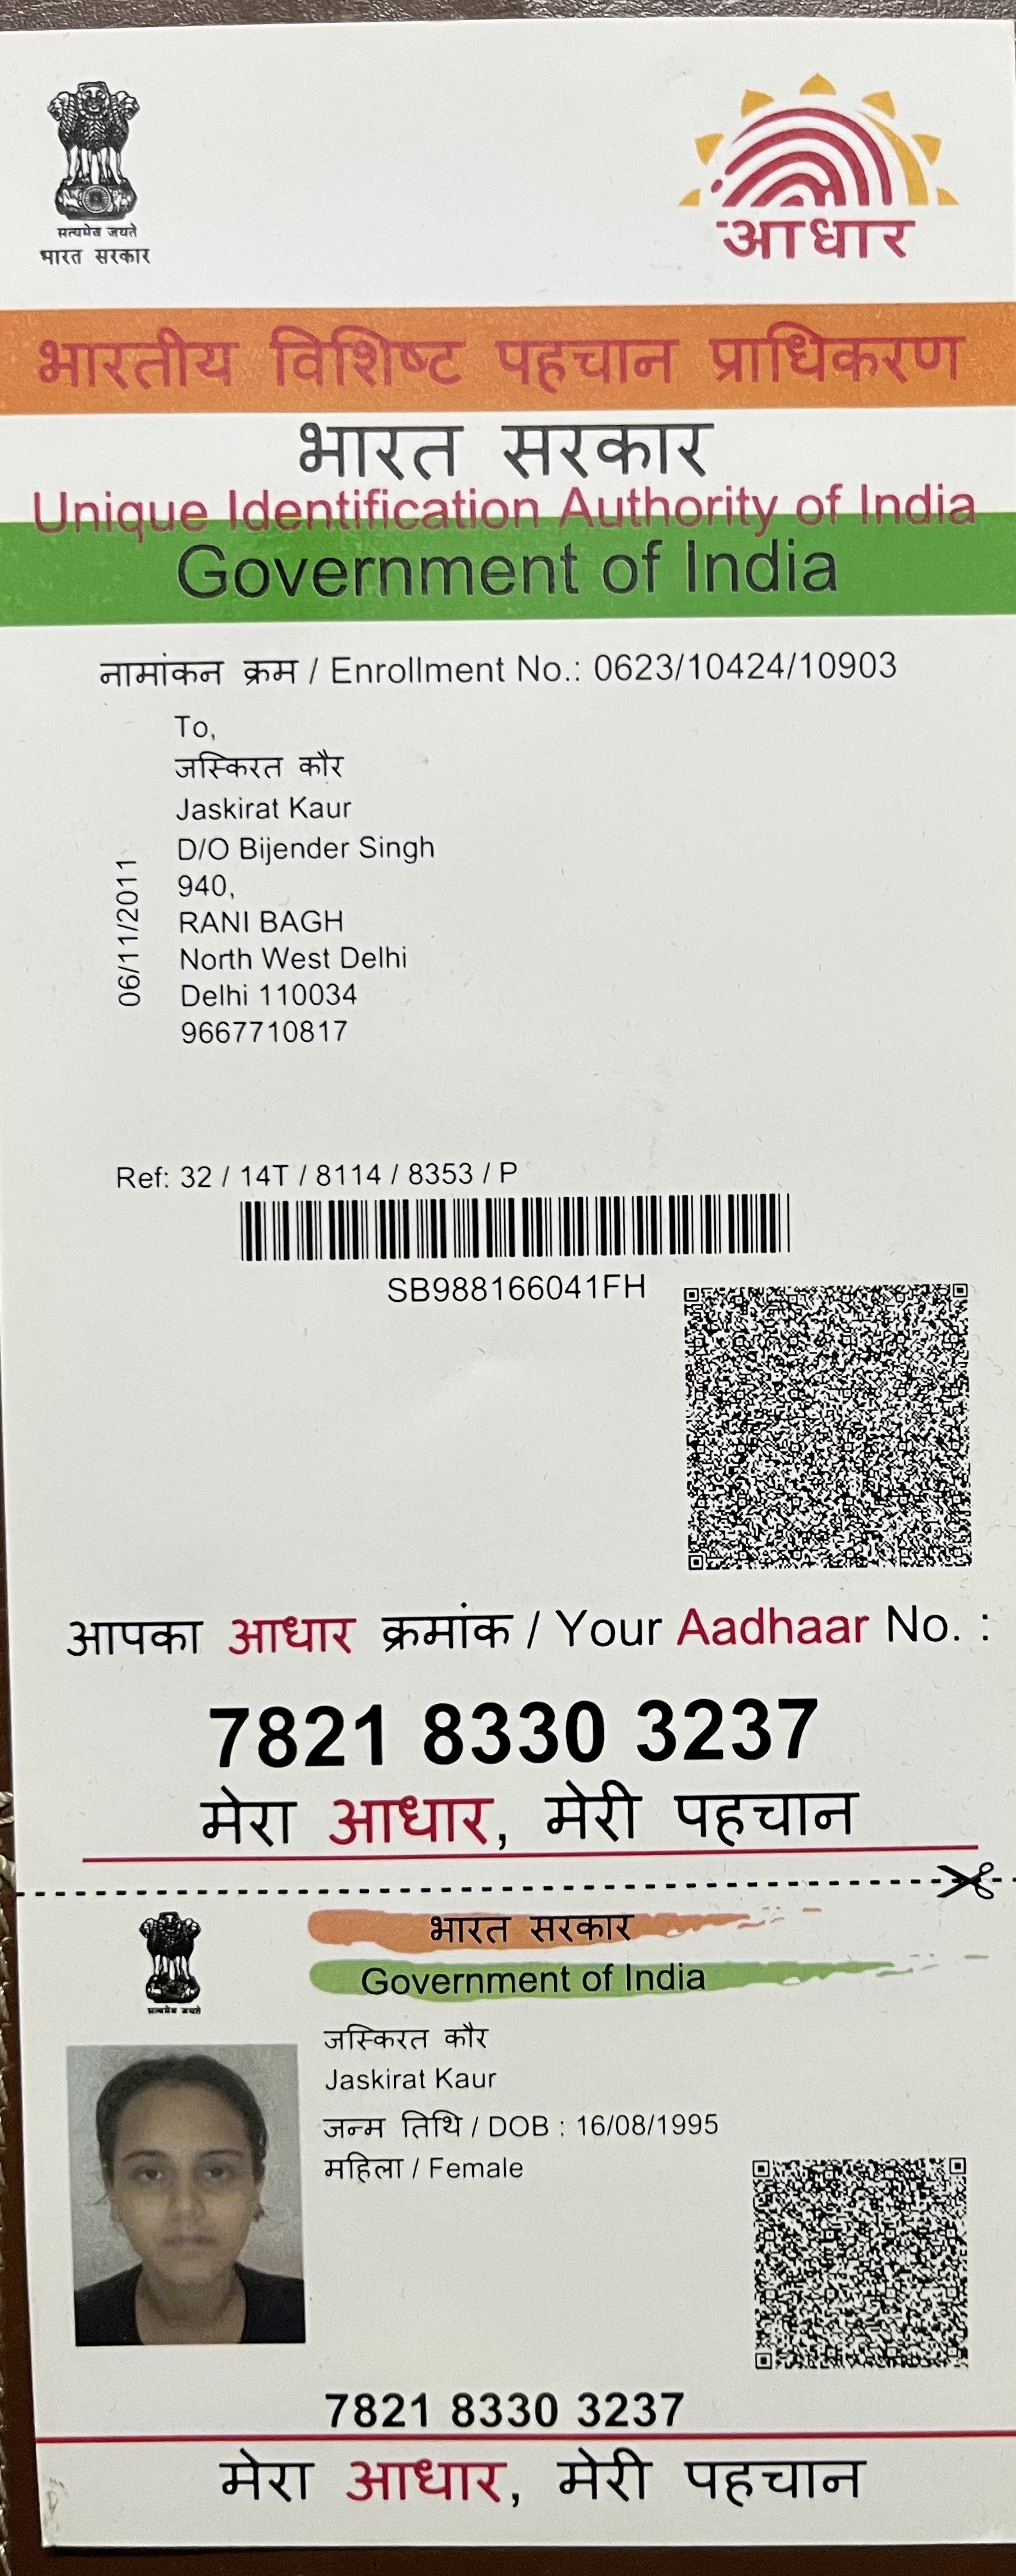 सत्यमेव जयते
भारत सरकार
आधार
भारतीय विशिष्ट पहचान प्राधिकरण
भारत सरकार
Unique Identification Authority of India
Government of India
नामांकन क्रम / Enrollment No.: 0623/10424/10903
To,
जस्किरत कौर
Jaskirat Kaur
D/O Bijender Singh
940,
RANI BAGH
North West Delhi
Delhi 110034
9667710817
06/11/2011
Ref: 32 / 14T / 8114 / 8353 / P
SB988166041FH
आपका आधार क्रमांक / Your Aadhaar No. :
7821 8330 3237
मेरा आधार, मेरी पहचान
सत्यमेव जयते
भारत सरकार
Government of India
जस्किरत कौर
Jaskirat Kaur
जन्म तिथि / DOB : 16/08/1995
महिला / Female
7821 8330 3237
मेरा आधार, मेरी पहचान